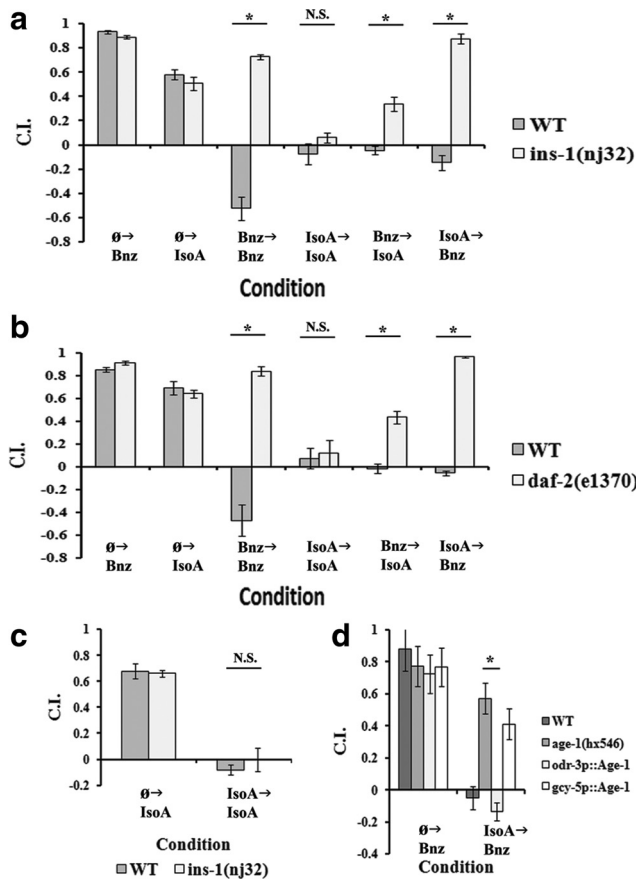 a
C.I.
1
0.8
0.6
0.4
0.2
0
-0.2
-0.4
-0.6
-0.8
* N.S. * *
WT
ins-1(nj32)
ø→ Bnz
ø→ IsoA
Bnz→ Bnz
IsoA→ IsoA
Bnz→ IsoA
IsoA→ Bnz
Condition
b
C.I.
1
0.8
0.6
0.4
0.2
0
-0.2
-0.4
-0.6
-0.8
* N.S. * *
WT
daf-2(e1370)
ø→ Bnz
ø→ IsoA
Bnz→ Bnz
IsoA→ IsoA
Bnz→ IsoA
IsoA→ Bnz
Condition
c
C.I.
1
0.8
0.6
0.4
0.2
0
-0.2
N.S.
ø→ IsoA
IsoA→ IsoA
Condition
WT ins-1(nj32)
d
C.I.
1
0.8
0.6
0.4
0.2
0
-0.2
0.4
*
WT
age-1(hx546)
odr-3p::Age-1
gcy-5p::Age-1
ø→ Bnz
IsoA→ Bnz
Condition